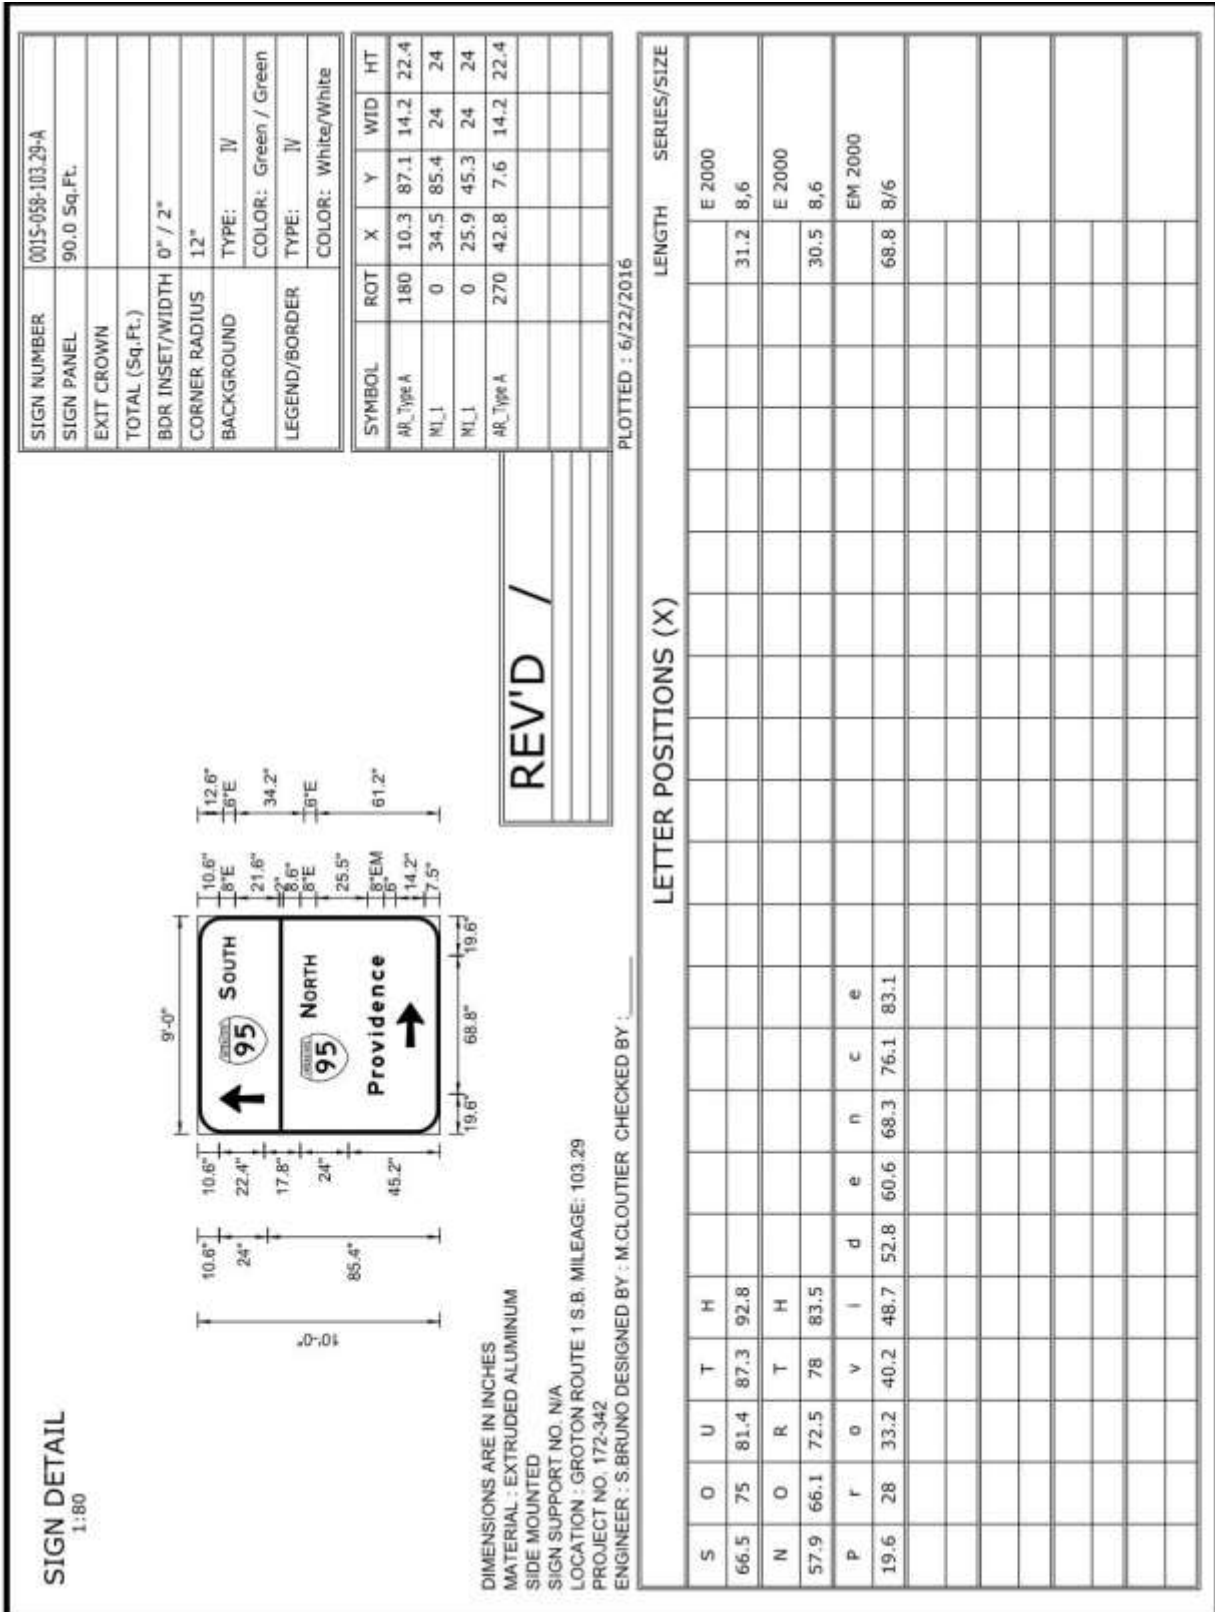 SIGN DETAIL
1:80
SIGN NUMBER 001S-058-103.29-A
SIGN PANEL 90.0 Sq.Ft.
EXIT CROWN
TOTAL (Sq.Ft.)
BDR INSET/WIDTH 0" / 2"
CORNER RADIUS 12"
BACKGROUND TYPE: IV
COLOR: Green / Green
LEGEND/BORDER TYPE: IV
COLOR: White/White
SYMBOL ROT X Y WID HT
AR_Type A 180 10.3 87.1 14.2 22.4
M1_1 0 34.5 85.4 24 24
M1_1 0 25.9 45.3 24 24
AR_Type A 270 42.8 7.6 14.2 22.4
9'-0"
10'-0"
10.6" 24" 85.4"
10.6" 22.4" 17.8" 24" 45.2"
95 SOUTH
95 NORTH
Providence
10.6" 8"E 21.6" 2" 8.6" 8"E 25.5" 8"EM 6" 14.2" 7.5"
12.6" 6"E 34.2" 6"E 61.2"
19.6" 68.8" 19.6"
REV'D /
DIMENSIONS ARE IN INCHES
MATERIAL : EXTRUDED ALUMINUM
SIDE MOUNTED
SIGN SUPPORT NO. N/A
LOCATION : GROTON ROUTE 1 S.B. MILEAGE: 103.29
PROJECT NO. 172-342
ENGINEER : S.BRUNO DESIGNED BY : M.CLOUTIER CHECKED BY :
PLOTTED : 6/22/2016
LETTER POSITIONS (X) LENGTH SERIES/SIZE
S O U T H E 2000
66.5 75 81.4 87.3 92.8 31.2 8,6
N O R T H E 2000
57.9 66.1 72.5 78 83.5 30.5 8,6
P r o v i d e n c e EM 2000
19.6 28 33.2 40.2 48.7 52.8 60.6 68.3 76.1 83.1 68.8 8/6